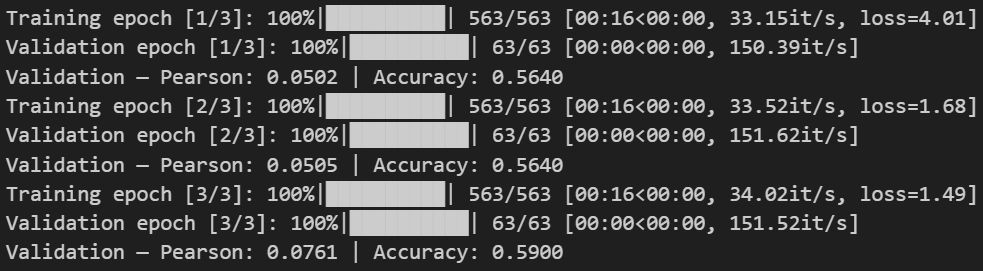 Training epoch [1/3]: 100%|██████████| 563/563 [00:16<00:00, 33.15it/s, loss=4.01]
Validation epoch [1/3]: 100%|██████████| 63/63 [00:00<00:00, 150.39it/s]
Validation — Pearson: 0.0502 | Accuracy: 0.5640
Training epoch [2/3]: 100%|██████████| 563/563 [00:16<00:00, 33.52it/s, loss=1.68]
Validation epoch [2/3]: 100%|██████████| 63/63 [00:00<00:00, 151.62it/s]
Validation — Pearson: 0.0505 | Accuracy: 0.5640
Training epoch [3/3]: 100%|██████████| 563/563 [00:16<00:00, 34.02it/s, loss=1.49]
Validation epoch [3/3]: 100%|██████████| 63/63 [00:00<00:00, 151.52it/s]
Validation — Pearson: 0.0761 | Accuracy: 0.5900